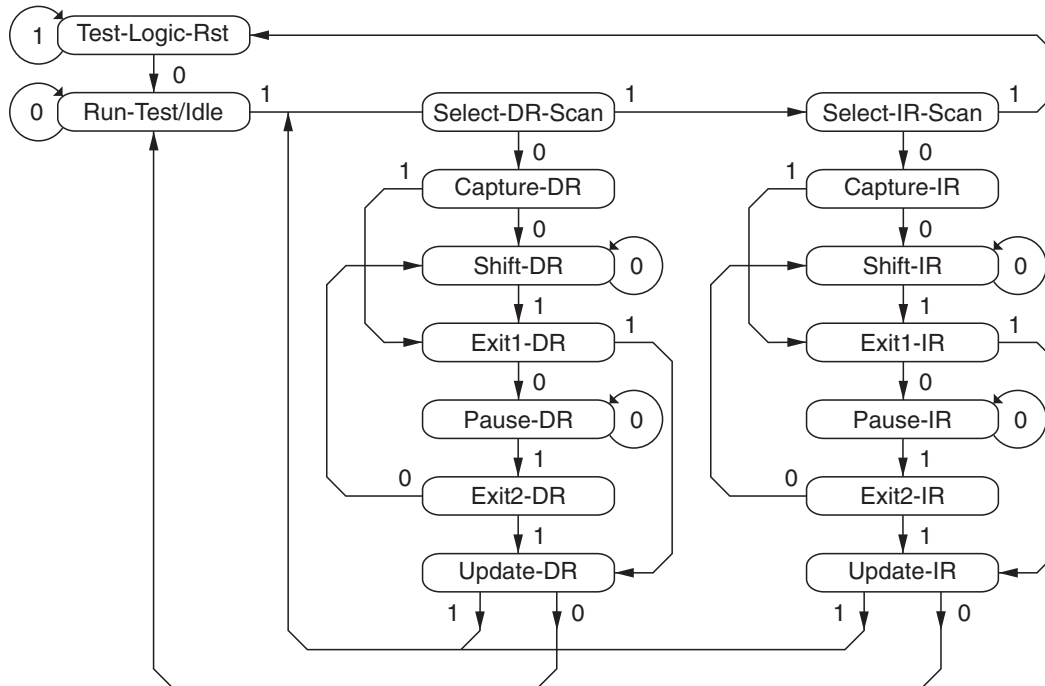 1 Test-Logic-Rst
0
0 Run-Test/Idle 1 Select-DR-Scan 1 Select-IR-Scan 1
0 0
1 Capture-DR 1 Capture-IR
0 0
Shift-DR 0 Shift-IR 0
1 1
Exit1-DR 1 Exit1-IR 1
0 0
Pause-DR 0 Pause-IR 0
1 1
0 Exit2-DR 0 Exit2-IR
1 1
Update-DR Update-IR
1 0 1 0